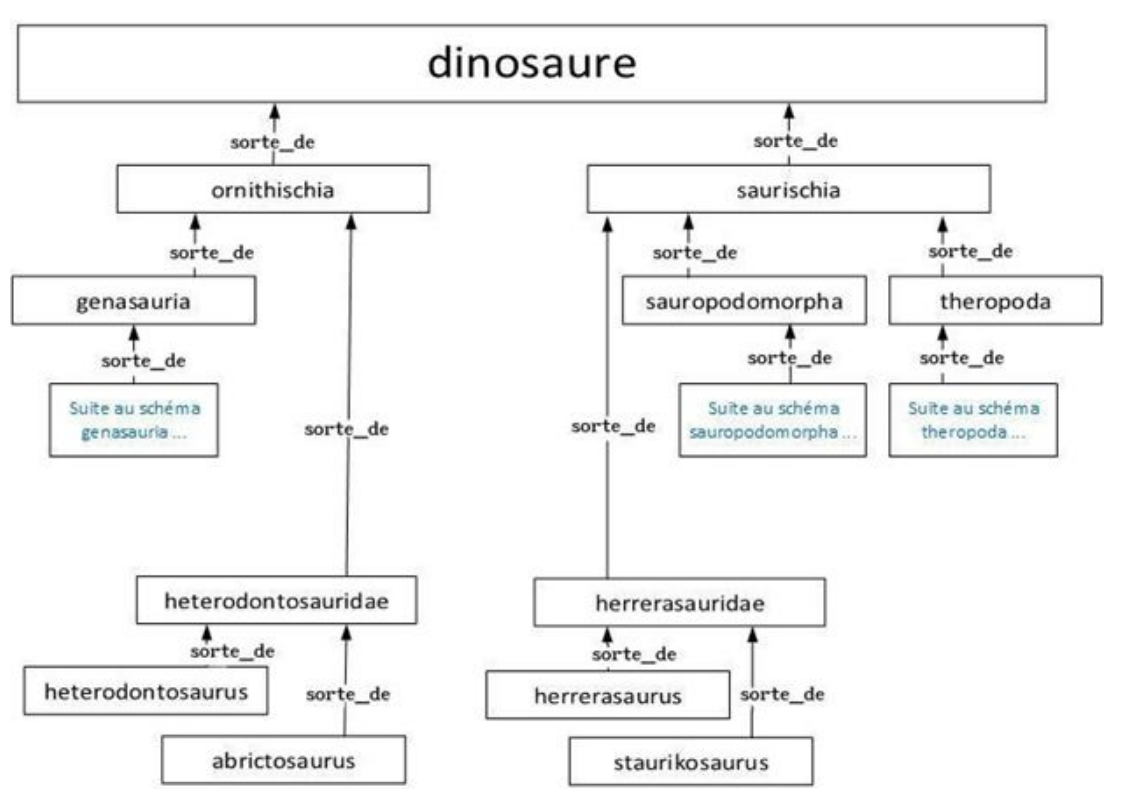 dinosaure
sorte_de
sorte_de
ornithischia
saurischia
sorte_de
sorte_de
sorte_de
genasauria
sauropodomorpha
theropoda
sorte_de
sorte_de
sorte_de
Suite au schéma
genasauria ...
Suite au schéma
sauropodomorpha ...
Suite au schéma
theropoda ...
sorte_de
sorte_de
heterodontosauridae
herrerasauridae
sorte_de
sorte_de
heterodontosaurus
herrerasaurus
sorte_de
sorte_de
abrictosaurus
staurikosaurus